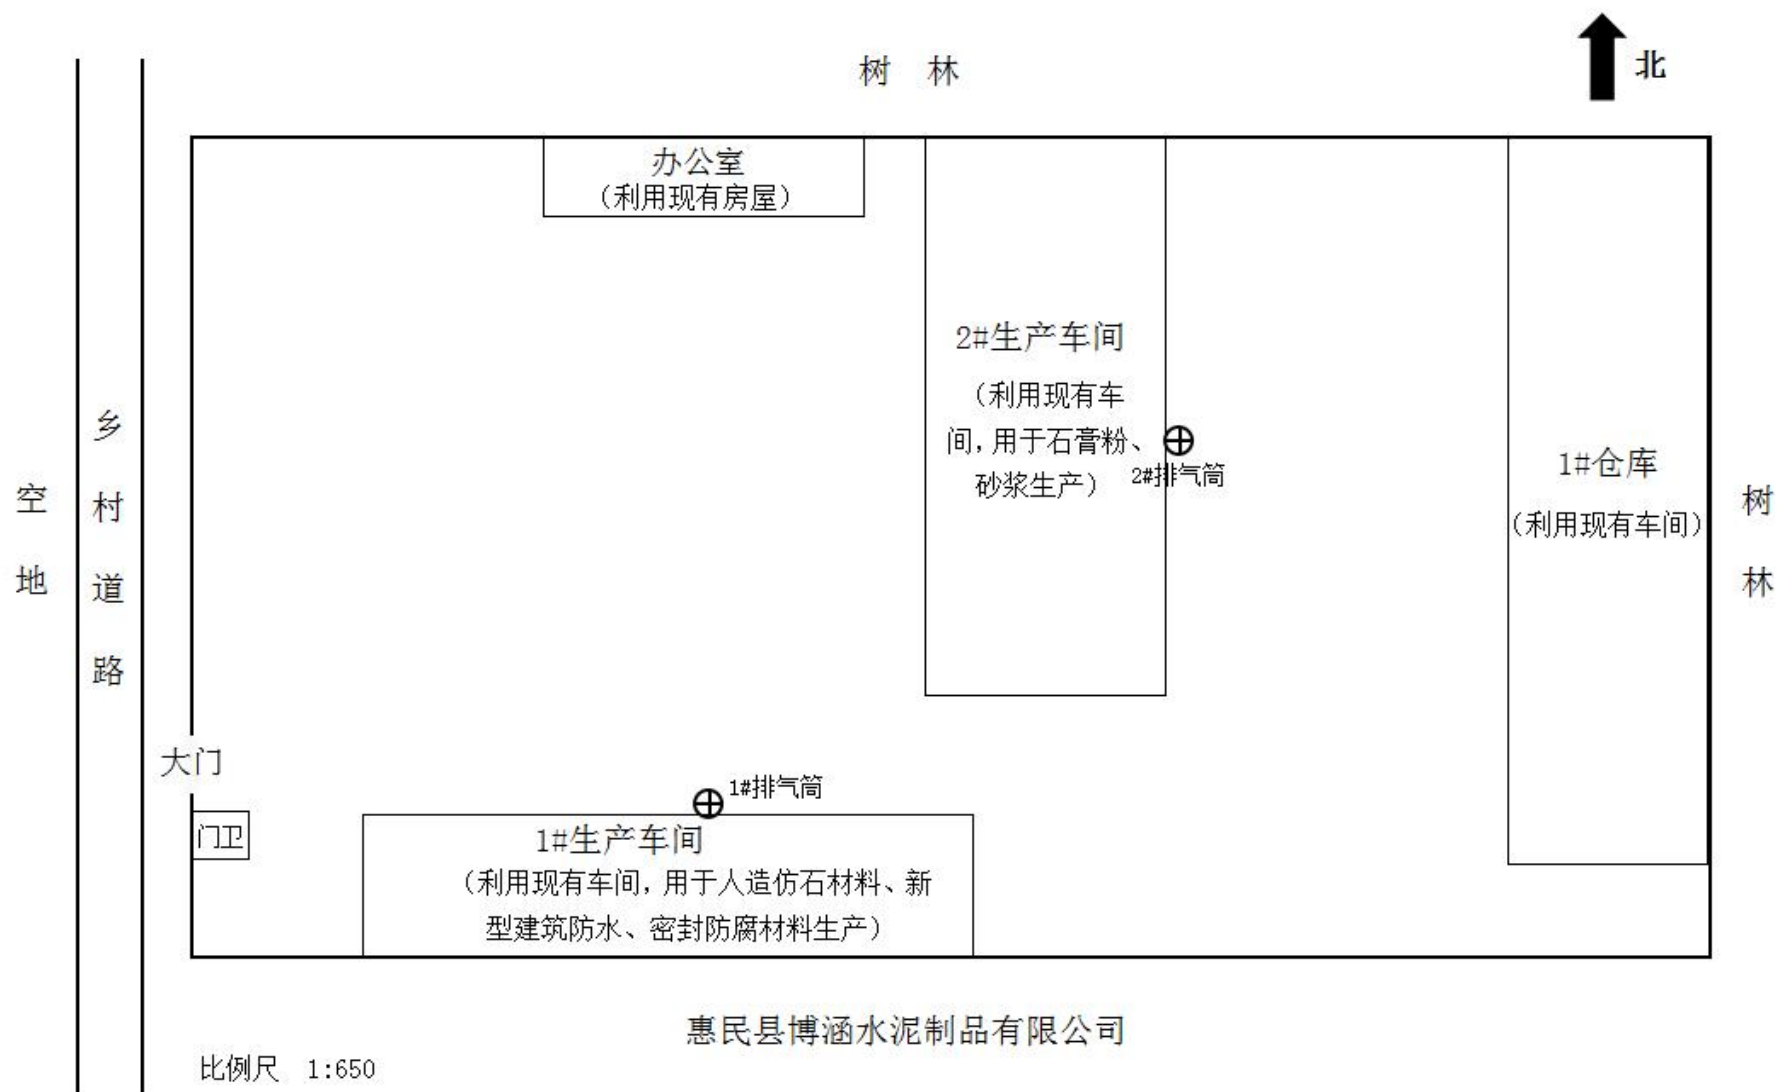 北
树 林
办公室
（利用现有房屋）
2#生产车间
（利用现有车
间,用于石膏粉、
砂浆生产）
2#排气筒
1#仓库
（利用现有车间）
空地
乡村道路
树林
大门
门卫
1#排气筒
1#生产车间
（利用现有车间,用于人造仿石材料、新
型建筑防水、密封防腐材料生产）
惠民县博涵水泥制品有限公司
比例尺 1:650